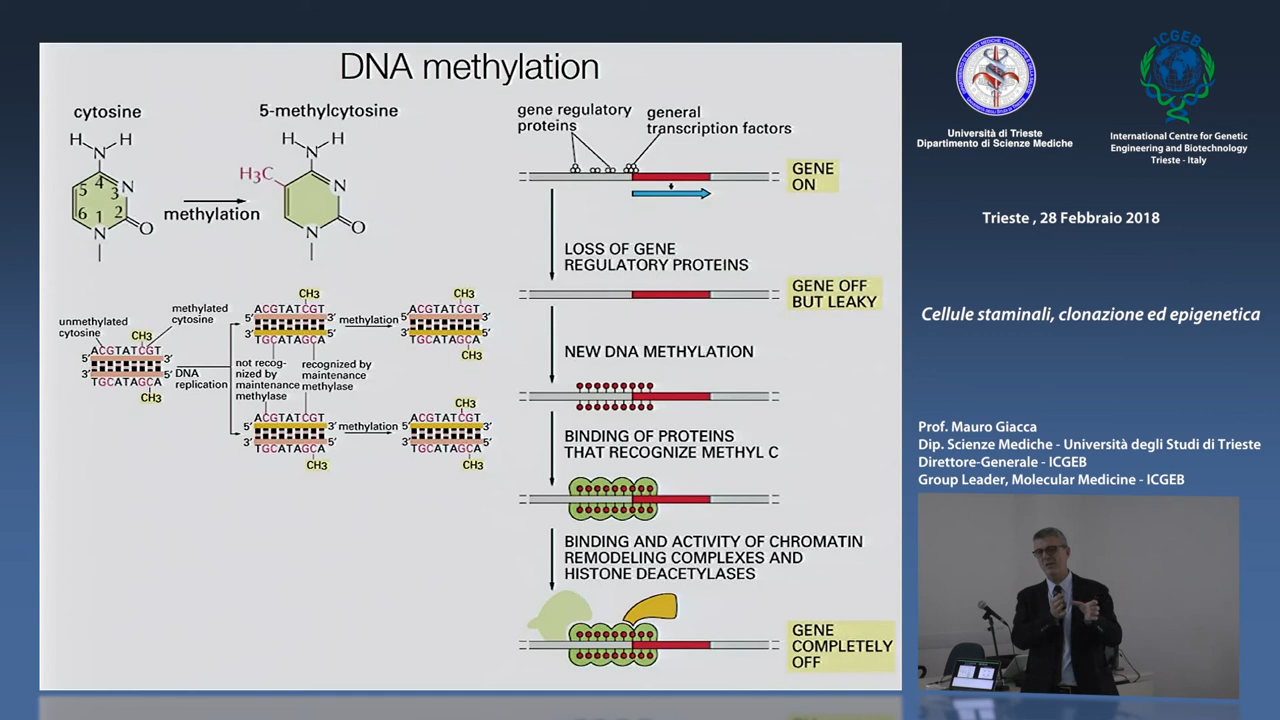 DNA methylation
cytosine
H
H
N
4
5
3
N
6
1
2
N
O
methylation
5-methylcytosine
H
H
N
H3C
N
N
O
unmethylated
cytosine
methylated
cytosine
CH3
5′
ACGTATCGT
3′
3′
TGCATAGCA
5′
CH3
DNA
replication
CH3
ACGTATCGT
5′
3′
3′
5′
TGCATAGCA
methylation
CH3
ACGTATCGT
5′
3′
3′
5′
TGCATAGCA
CH3
not recog-
nized by
maintenance
methylase
recognized by
maintenance
methylase
ACGTATCGT
5′
3′
3′
5′
TGCATAGCA
CH3
methylation
CH3
ACGTATCGT
5′
3′
3′
5′
TGCATAGCA
CH3
gene regulatory
proteins
general
transcription factors
GENE
ON
LOSS OF GENE
REGULATORY PROTEINS
GENE OFF
BUT LEAKY
NEW DNA METHYLATION
BINDING OF PROTEINS
THAT RECOGNIZE METHYL C
BINDING AND ACTIVITY OF CHROMATIN
REMODELING COMPLEXES AND
HISTONE DEACETYLASES
GENE
COMPLETELY
OFF
Università di Trieste
Dipartimento di Scienze Mediche
ICGEB
International Centre for Genetic
Engineering and Biotechnology
Trieste - Italy
Trieste , 28 Febbraio 2018
Cellule staminali, clonazione ed epigenetica
Prof. Mauro Giacca
Dip. Scienze Mediche - Università degli Studi di Trieste
Direttore-Generale - ICGEB
Group Leader, Molecular Medicine - ICGEB